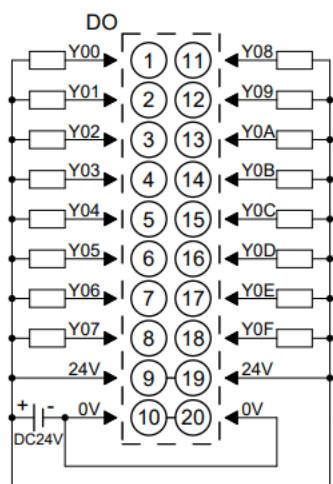 DO
Y00 1 11 Y08
Y01 2 12 Y09
Y02 3 13 Y0A
Y03 4 14 Y0B
Y04 5 15 Y0C
Y05 6 16 Y0D
Y06 7 17 Y0E
Y07 8 18 Y0F
24V 9 19 24V
+ - 0V 10 20 0V
DC24V